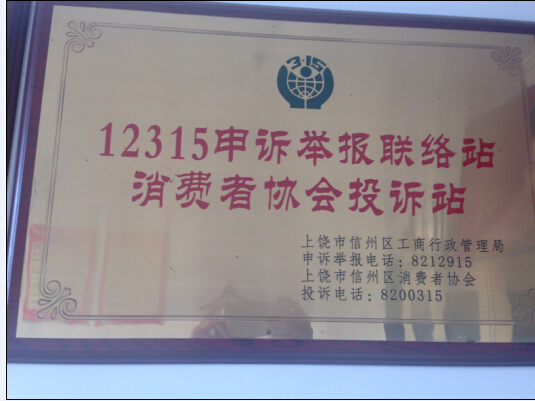 3·15
12315申诉举报联络站
消费者协会投诉站
上饶市信州区工商行政管理局
申诉举报电话：8212915
上饶市信州区消费者协会
投诉电话：8200315